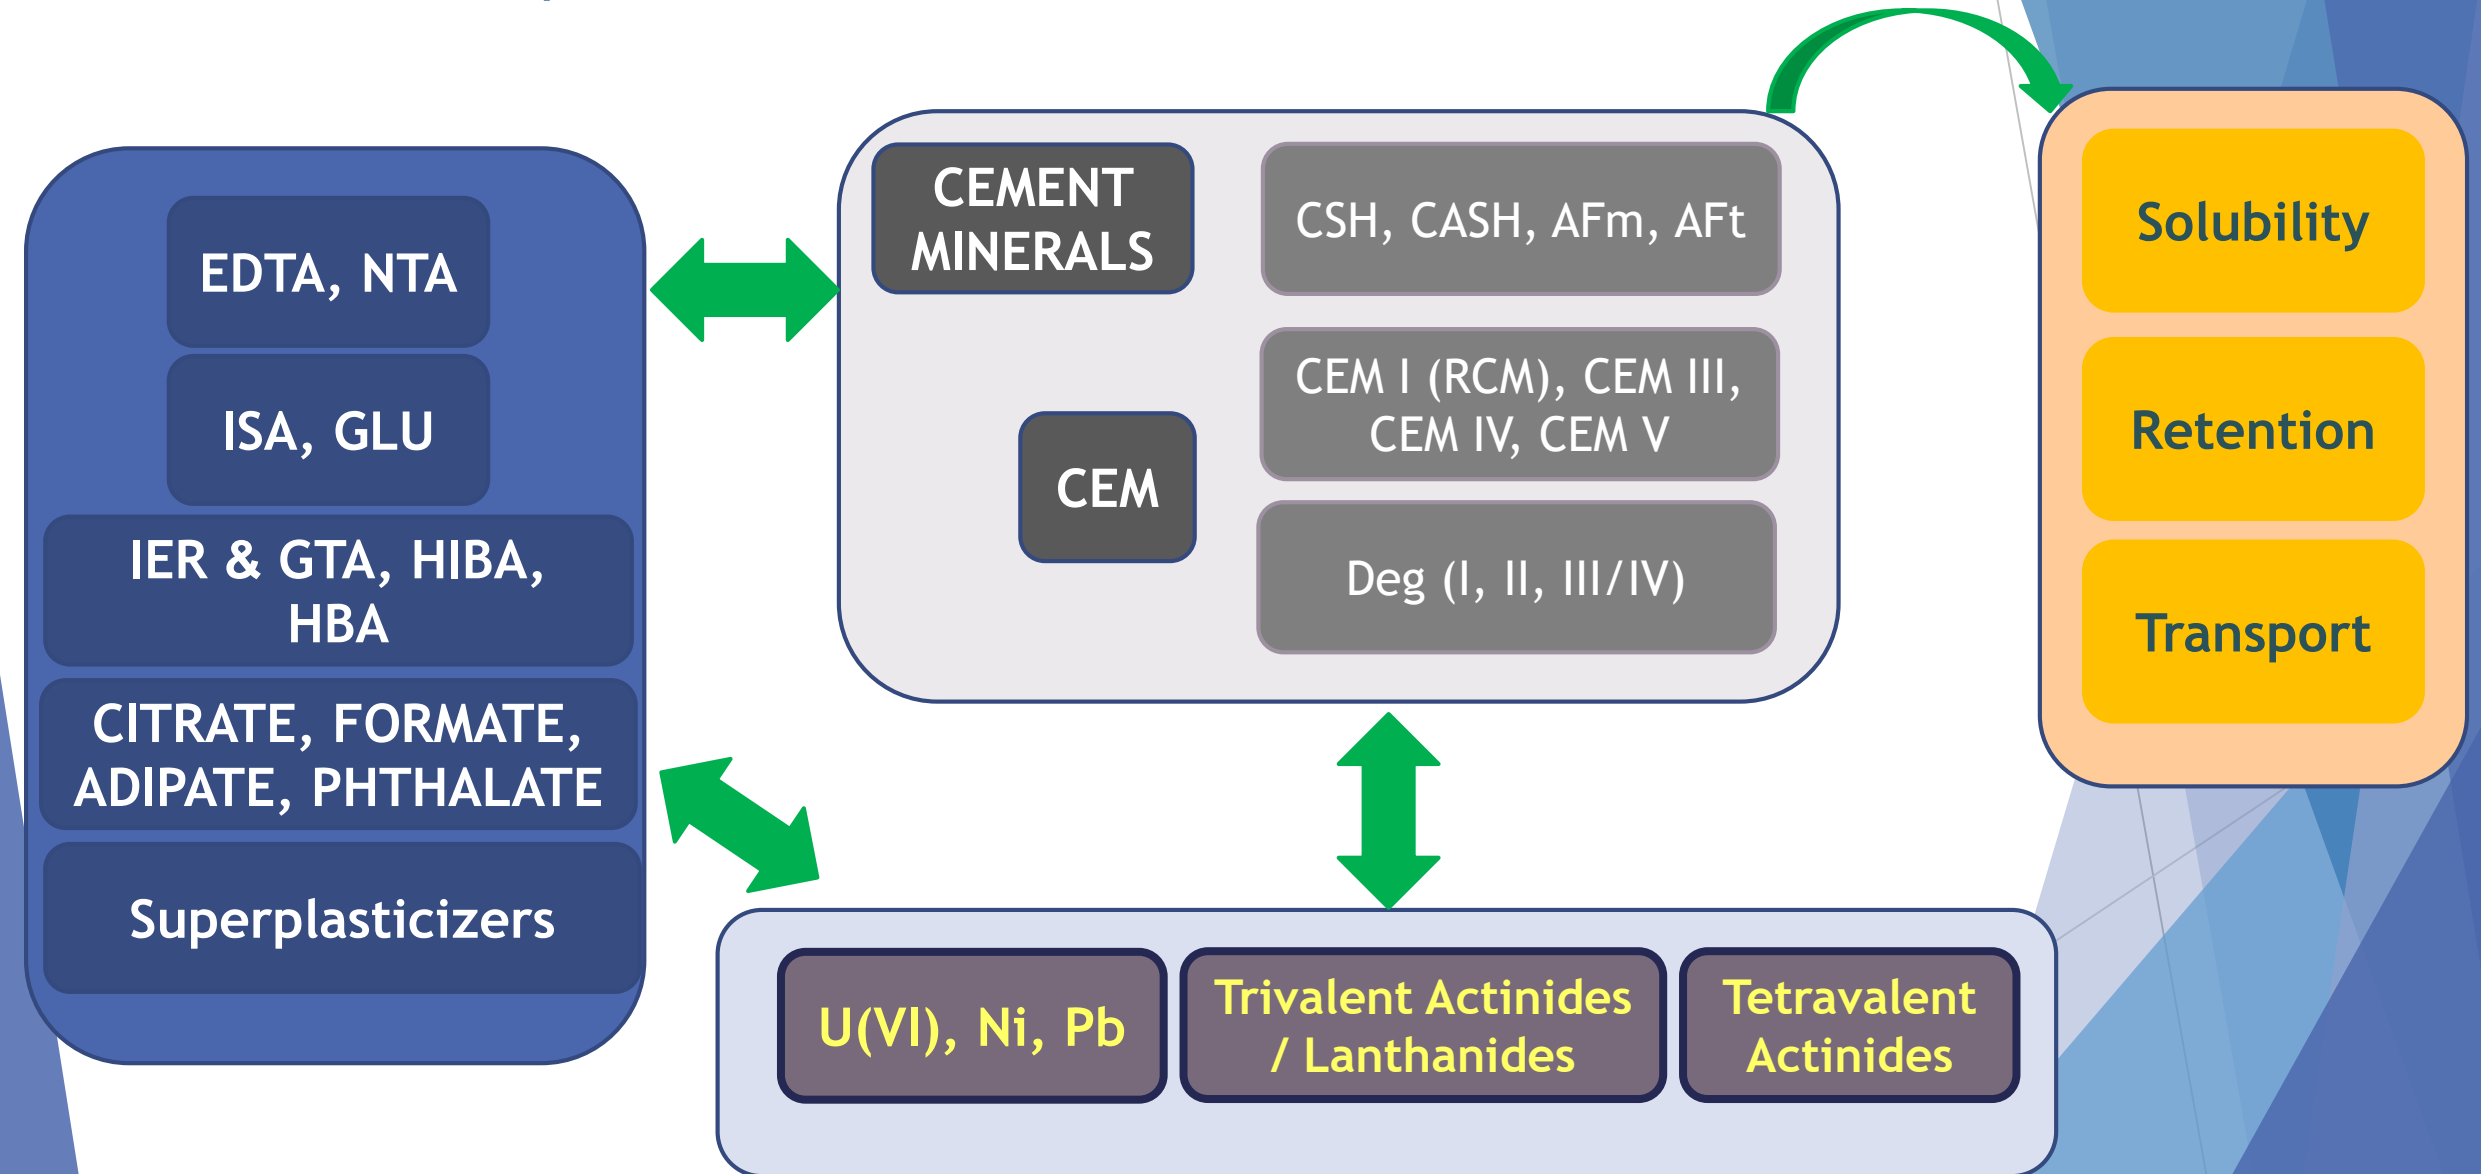 EDTA, NTA
ISA, GLU
IER & GTA, HIBA,
HBA
CITRATE, FORMATE,
ADIPATE, PHTHALATE
Superplasticizers
CEMENT
MINERALS
CSH, CASH, AFm, AFt
CEM
CEM I (RCM), CEM III,
CEM IV, CEM V
Deg (I, II, III/IV)
U(VI), Ni, Pb
Trivalent Actinides
/ Lanthanides
Tetravalent
Actinides
Solubility
Retention
Transport